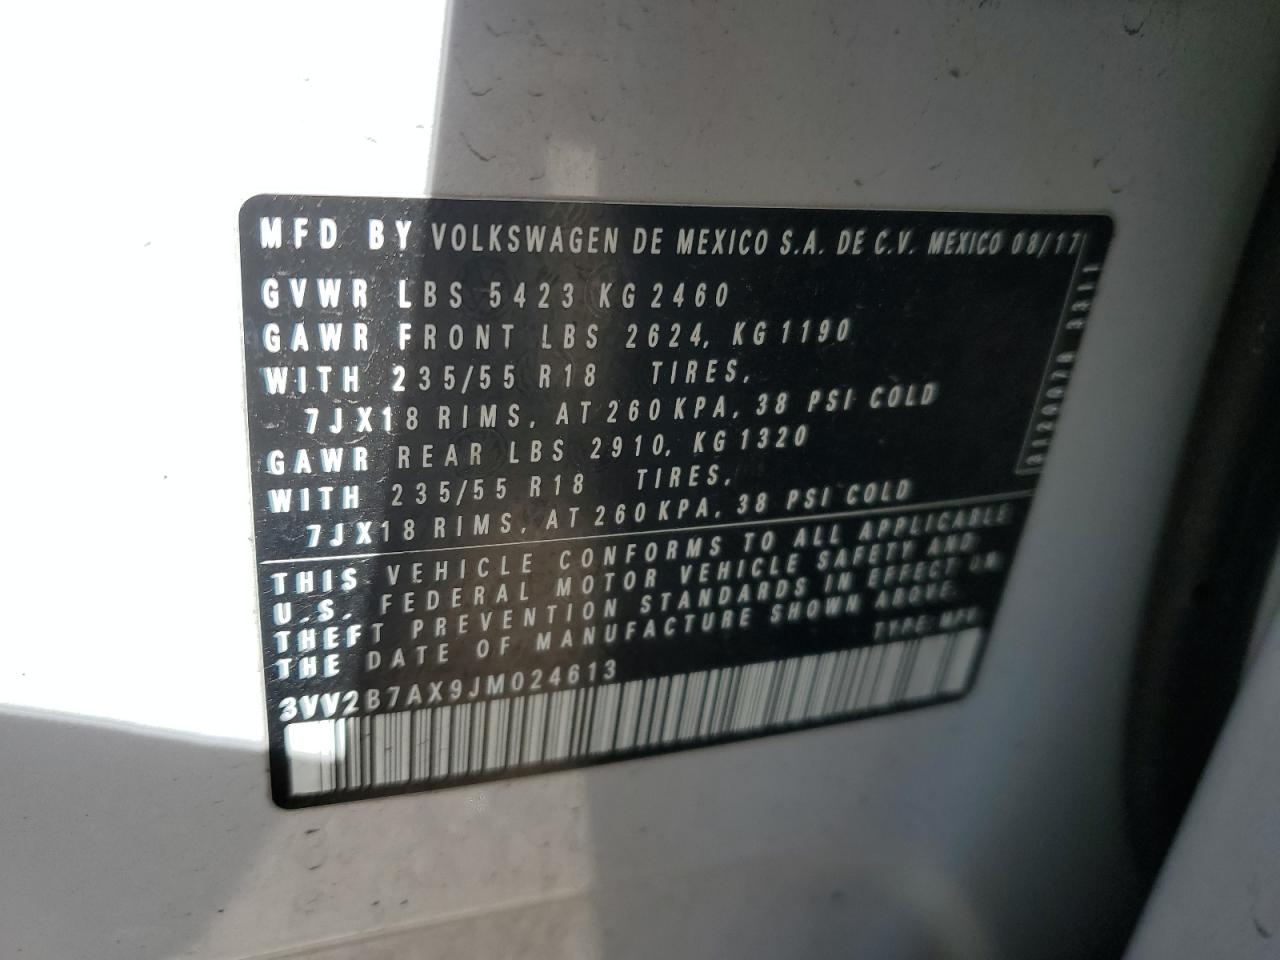 MFD BY VOLKSWAGEN DE MEXICO S.A. DE C.V. MEXICO 08/17
GVWR LBS 5423 KG 2460
GAWR FRONT LBS 2624, KG 1190
WITH 235/55 R18 TIRES,
7JX18 RIMS, AT 260 KPA, 38 PSI COLD
GAWR REAR LBS 2910, KG 1320
WITH 235/55 R18 TIRES,
7JX18 RIMS, AT 260 KPA, 38 PSI COLD
THIS VEHICLE CONFORMS TO ALL APPLICABLE
U.S. FEDERAL MOTOR VEHICLE SAFETY AND
THEFT PREVENTION STANDARDS IN EFFECT ON
THE DATE OF MANUFACTURE SHOWN ABOVE.
TYPE: MPV
3VV2B7AX9JM024613